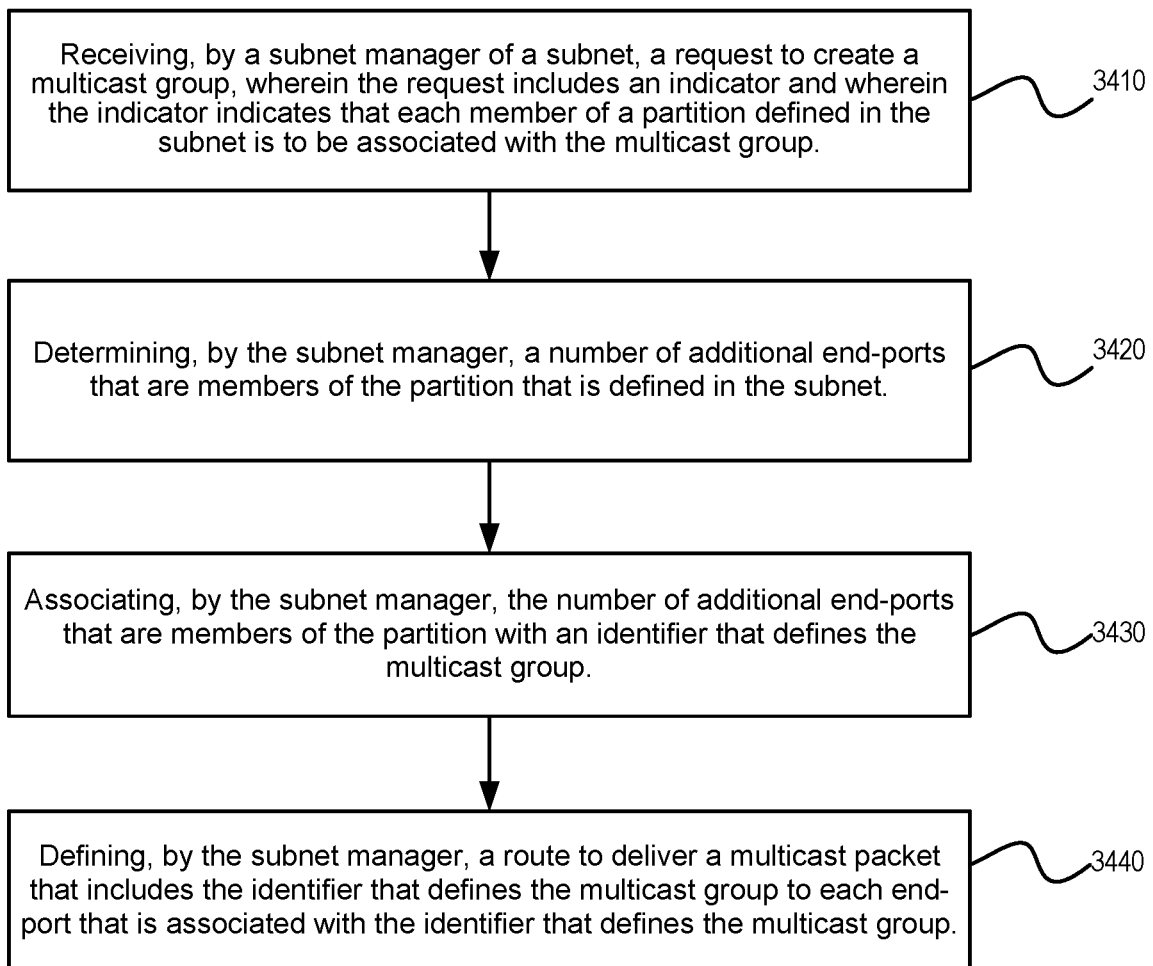 Receiving, by a subnet manager of a subnet, a request to create a
multicast group, wherein the request includes an indicator and wherein
the indicator indicates that each member of a partition defined in the
subnet is to be associated with the multicast group.
3410
Determining, by the subnet manager, a number of additional end-ports
that are members of the partition that is defined in the subnet.
3420
Associating, by the subnet manager, the number of additional end-ports
that are members of the partition with an identifier that defines the
multicast group.
3430
Defining, by the subnet manager, a route to deliver a multicast packet
that includes the identifier that defines the multicast group to each end-
port that is associated with the identifier that defines the multicast group.
3440